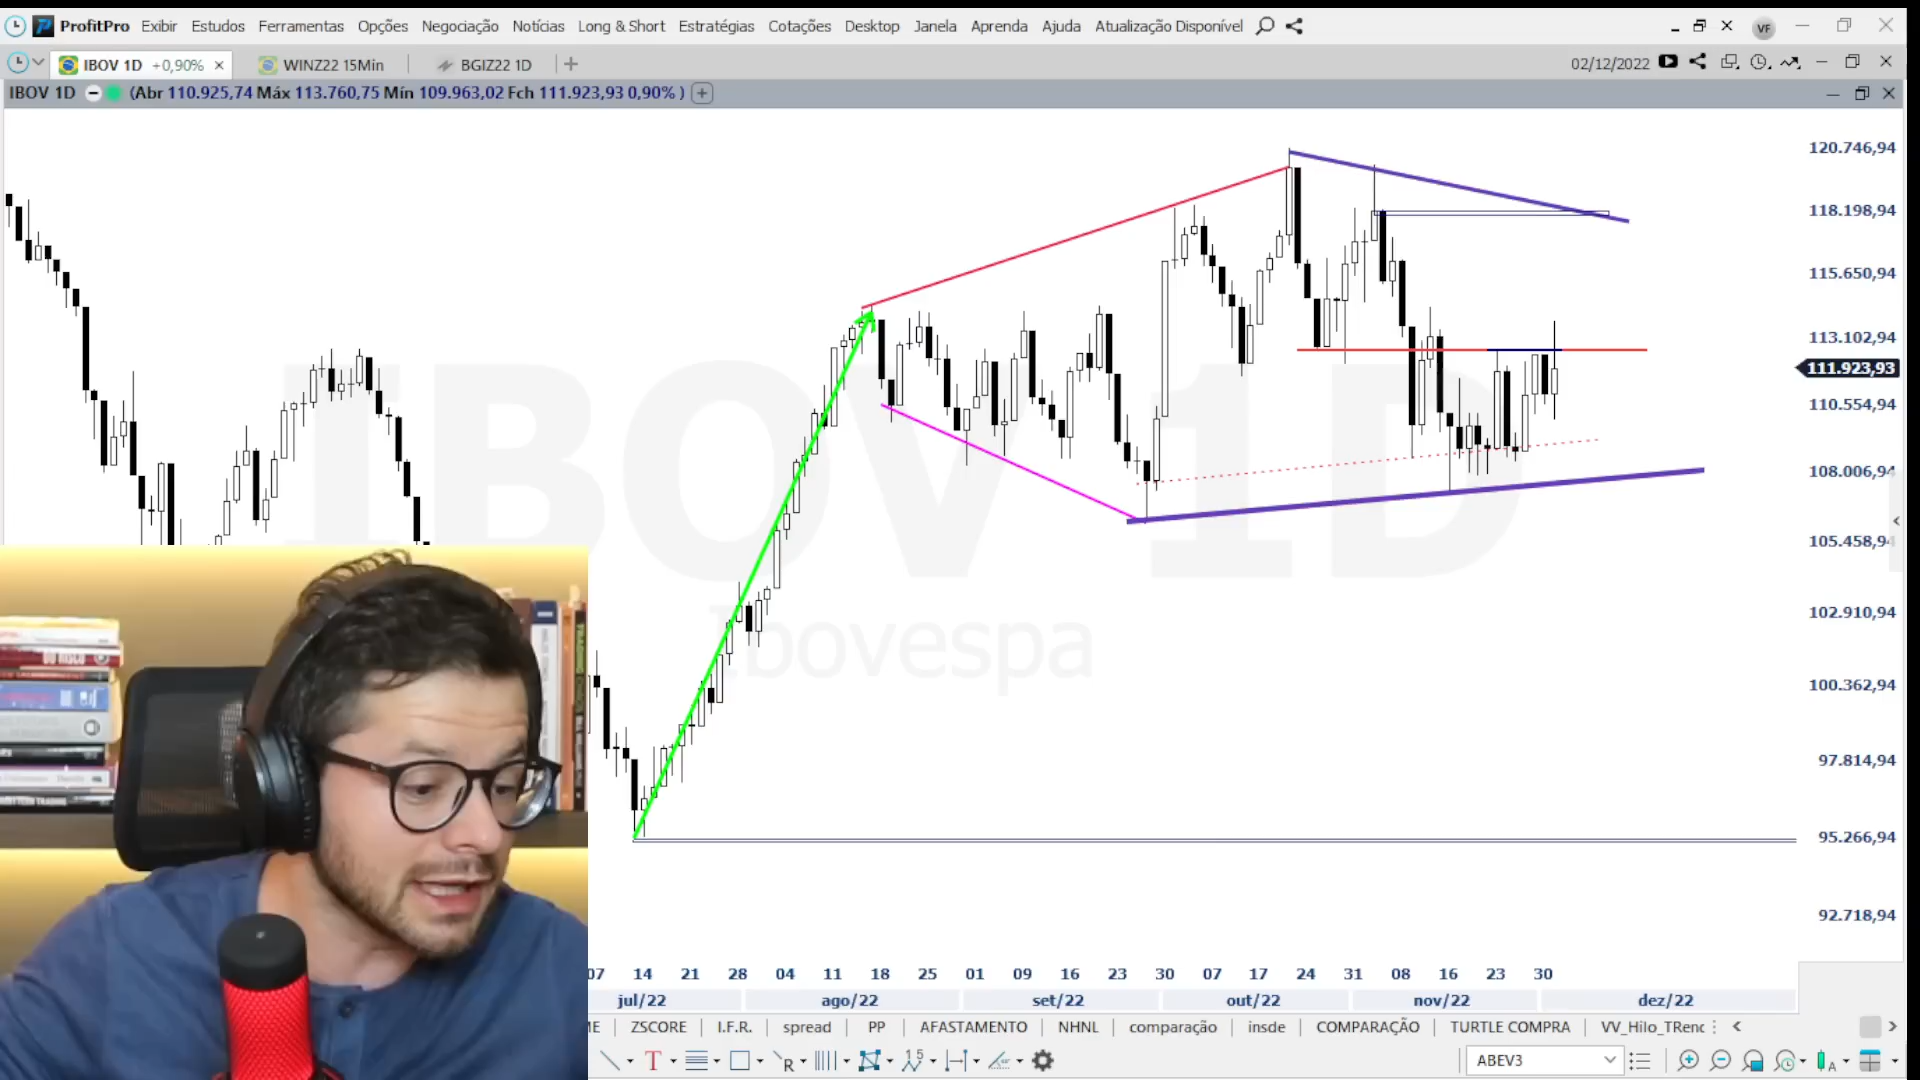 ProfitPro Exibir Estudos Ferramentas Opções Negociação Notícias Long & Short Estratégias Cotações Desktop Janela Aprenda Ajuda Atualização Disponível VF
IBOV 1D +0,90% WINZ22 15Min BGIZ22 1D 02/12/2022
IBOV 1D (Abr 110.925,74 Máx 113.760,75 Mín 109.963,02 Fch 111.923,93 0,90% )
120.746,94
118.198,94
115.650,94
113.102,94
111.923,93
110.554,94
108.006,94
105.458,94
102.910,94
100.362,94
97.814,94
95.266,94
92.718,94
IBOV 1D
Ibovespa
07 14 21 28 04 11 18 25 01 09 16 23 30 07 17 24 31 08 16 23 30
jul/22 ago/22 set/22 out/22 nov/22 dez/22
ZSCORE I.F.R. spread PP AFASTAMENTO NHNL comparação insde COMPARAÇÃO TURTLE COMPRA VV_Hilo_TRenc
ABEV3